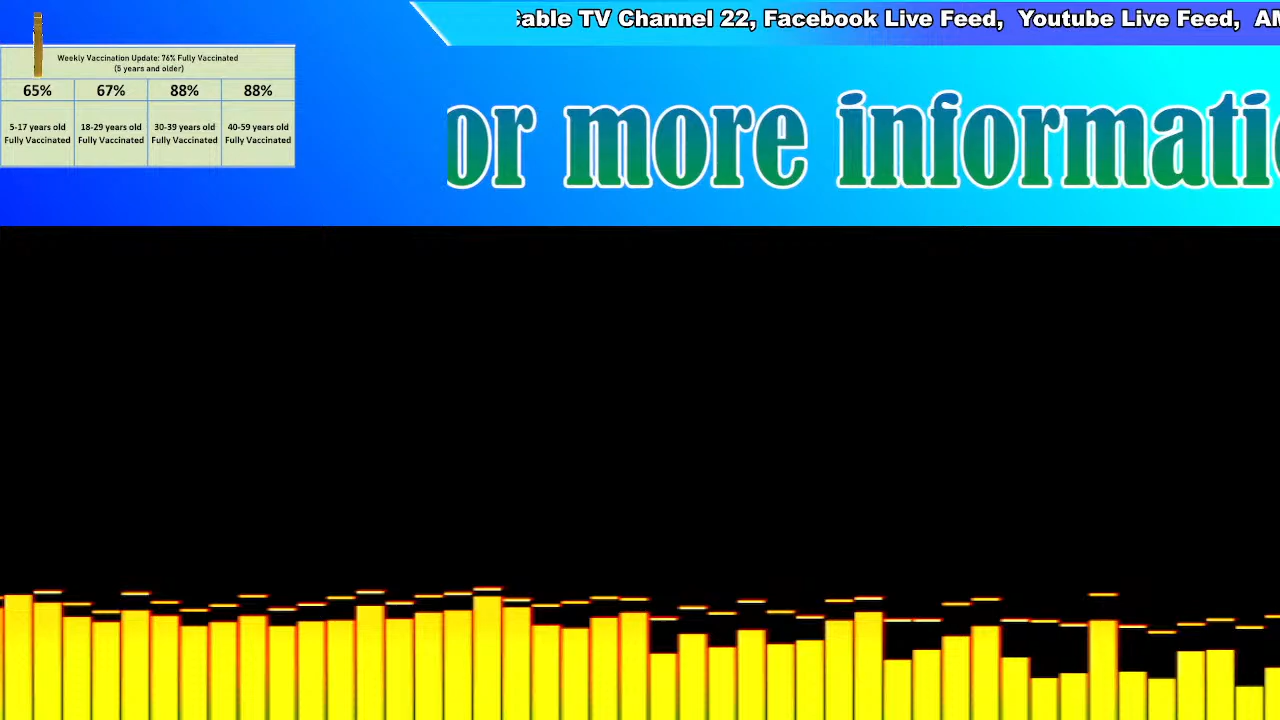 Cable TV Channel 22, Facebook Live Feed, Youtube Live Feed, AM
Weekly Vaccination Update: 76% Fully Vaccinated
(5 years and older)
65% 67% 88% 88%
5-17 years old 18-29 years old 30-39 years old 40-59 years old
Fully Vaccinated Fully Vaccinated Fully Vaccinated Fully Vaccinated
or more informati